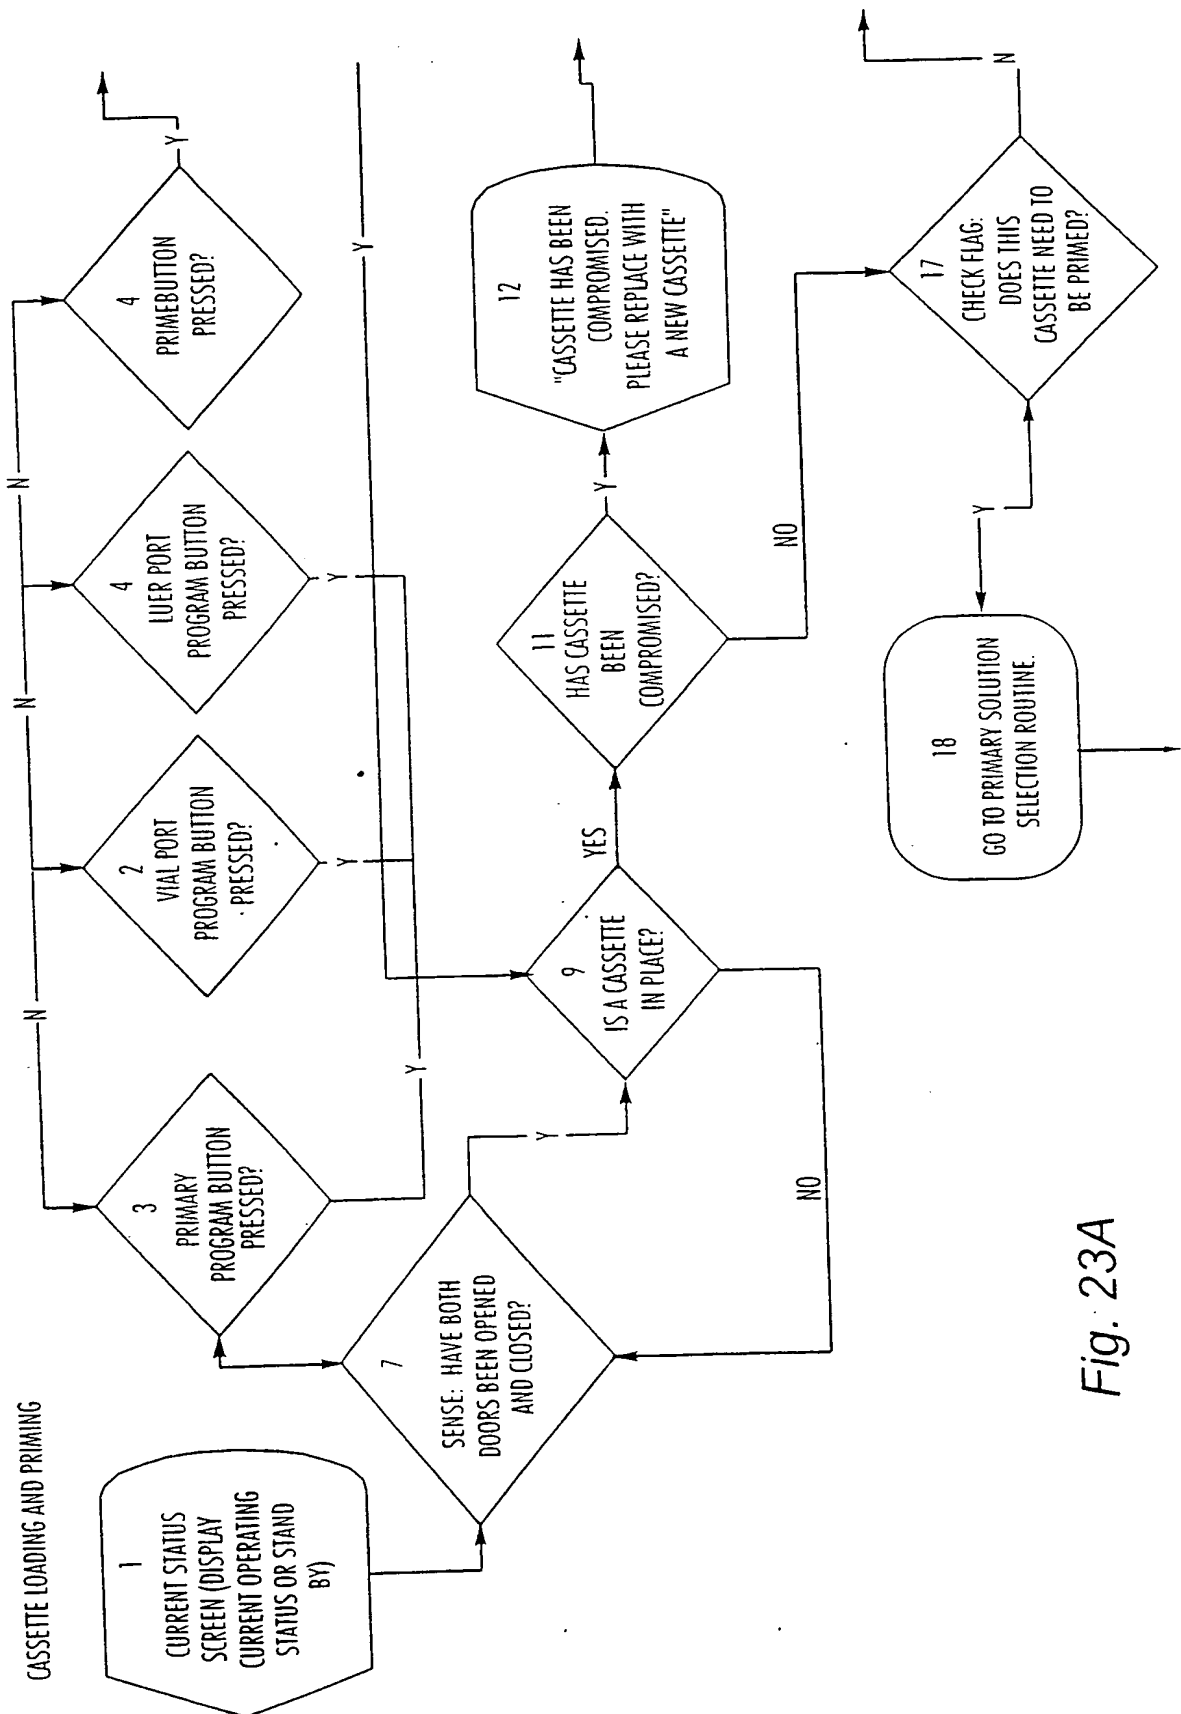 CASSETTE LOADING AND PRIMING
1
CURRENT STATUS
SCREEN (DISPLAY
CURRENT OPERATING
STATUS OR STAND
BY)
3
PRIMARY
PROGRAM BUTTON
PRESSED?
N
2
VIAL PORT
PROGRAM BUTTON
PRESSED?
N
4
LUER PORT
PROGRAM BUTTON
PRESSED?
N
4
PRIMEBUTTON
PRESSED?
Y
Y
Y
Y
Y
7
SENSE: HAVE BOTH
DOORS BEEN OPENED
AND CLOSED?
Y
9
IS A CASSETTE
IN PLACE?
YES
NO
11
HAS CASSETTE
BEEN
COMPROMISED?
Y
NO
12
"CASSETTE HAS BEEN
COMPROMISED.
PLEASE REPLACE WITH
A NEW CASSETTE"
17
CHECK FLAG:
DOES THIS
CASSETTE NEED TO
BE PRIMED?
N
Y
18
GO TO PRIMARY SOLUTION
SELECTION ROUTINE.
Fig. 23A